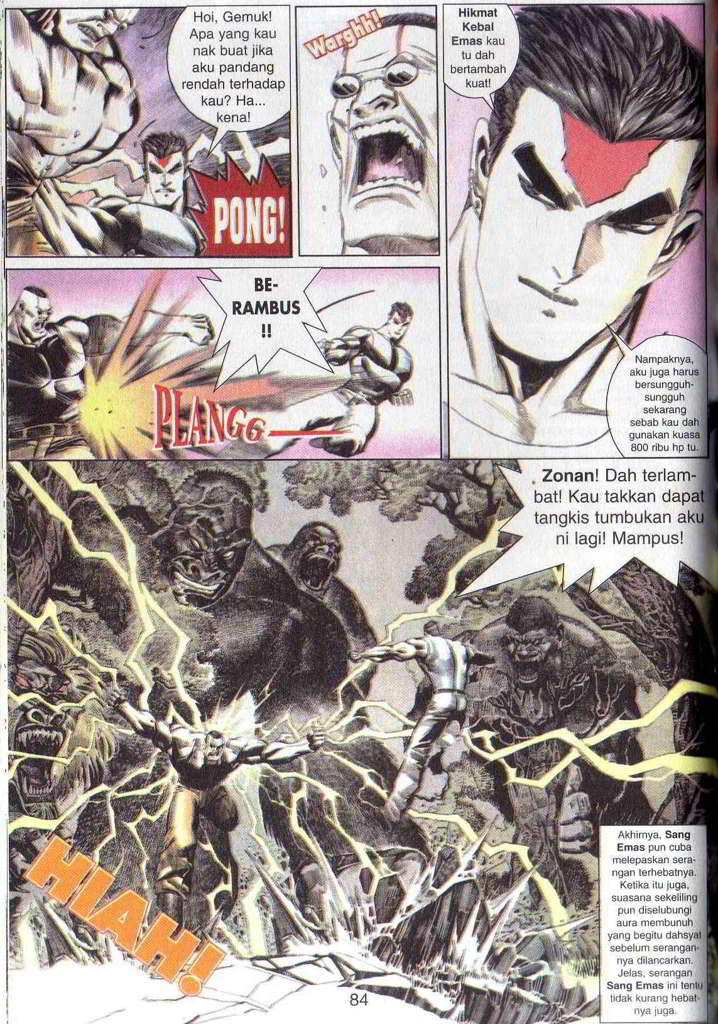 Hoi, Gemuk!
Apa yang kau
nak buat jika
aku pandang
rendah terhadap
kau? Ha...
kena!
PONG!
Warghh!
Hikmat
Kebal
Emas kau
tu dah
bertambah
kuat!
Nampaknya,
aku juga harus
bersungguh-
sungguh
sekarang
sebab kau dah
gunakan kuasa
800 ribu hp tu.
BE-
RAMBUS
!!
PLANGG
Zonan! Dah terlam-
bat! Kau takkan dapat
tangkis tumbukan aku
ni lagi! Mampus!
HIAH!
Akhirnya, Sang
Emas pun cuba
melepaskan sera-
ngan terhebatnya.
Ketika itu juga,
suasana sekeliling
pun diselubungi
aura membunuh
yang begitu dahsyat
sebelum serangan-
nya dilancarkan.
Jelas, serangan
Sang Emas ini tentu
tidak kurang hebat-
nya juga.
84